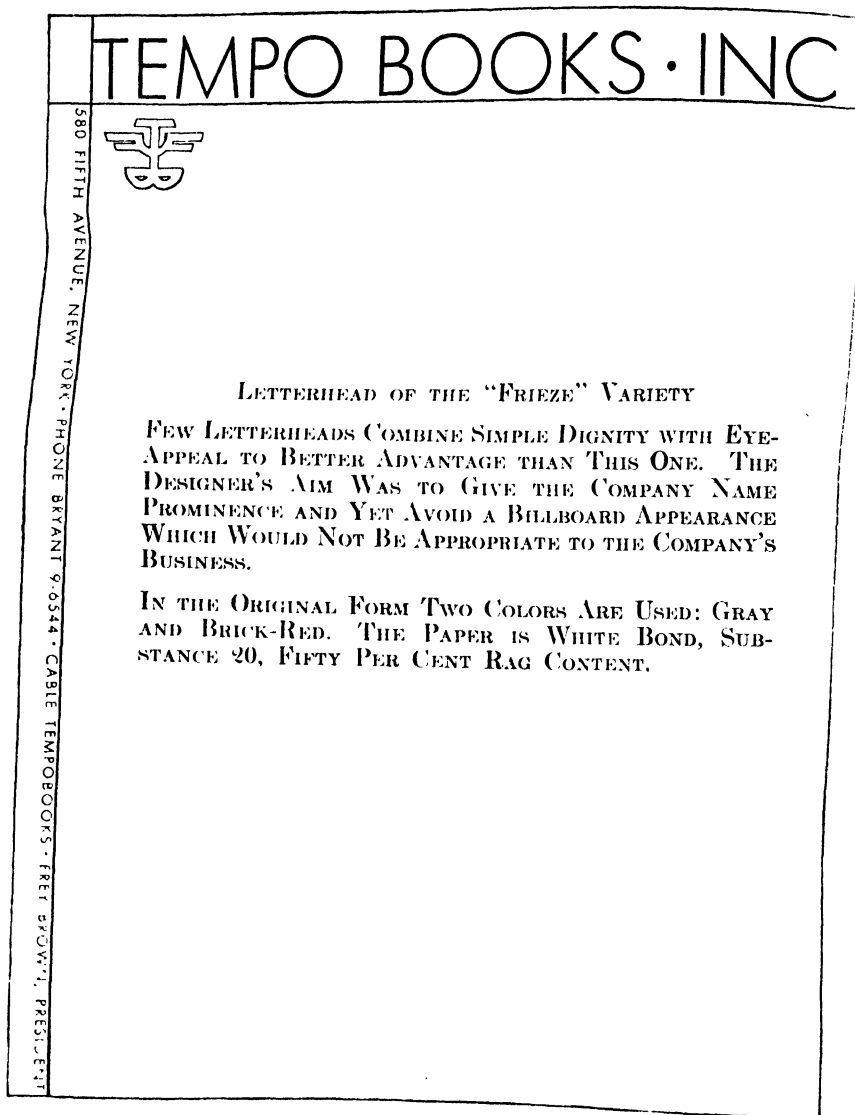 TEMPO BOOKS · INC
580 FIFTH AVENUE, NEW YORK · PHONE BRYANT 9-6544 · CABLE TEMPOBOOKS · FREY BROWN, PRESIDENT
LETTERHEAD OF THE “FRIEZE” VARIETY
FEW LETTERHEADS COMBINE SIMPLE DIGNITY WITH EYE-
APPEAL TO BETTER ADVANTAGE THAN THIS ONE. THE
DESIGNER’S AIM WAS TO GIVE THE COMPANY NAME
PROMINENCE AND YET AVOID A BILLBOARD APPEARANCE
WHICH WOULD NOT BE APPROPRIATE TO THE COMPANY’S
BUSINESS.
IN THE ORIGINAL FORM TWO COLORS ARE USED: GRAY
AND BRICK-RED. THE PAPER IS WHITE BOND, SUB-
STANCE 20, FIFTY PER CENT RAG CONTENT.